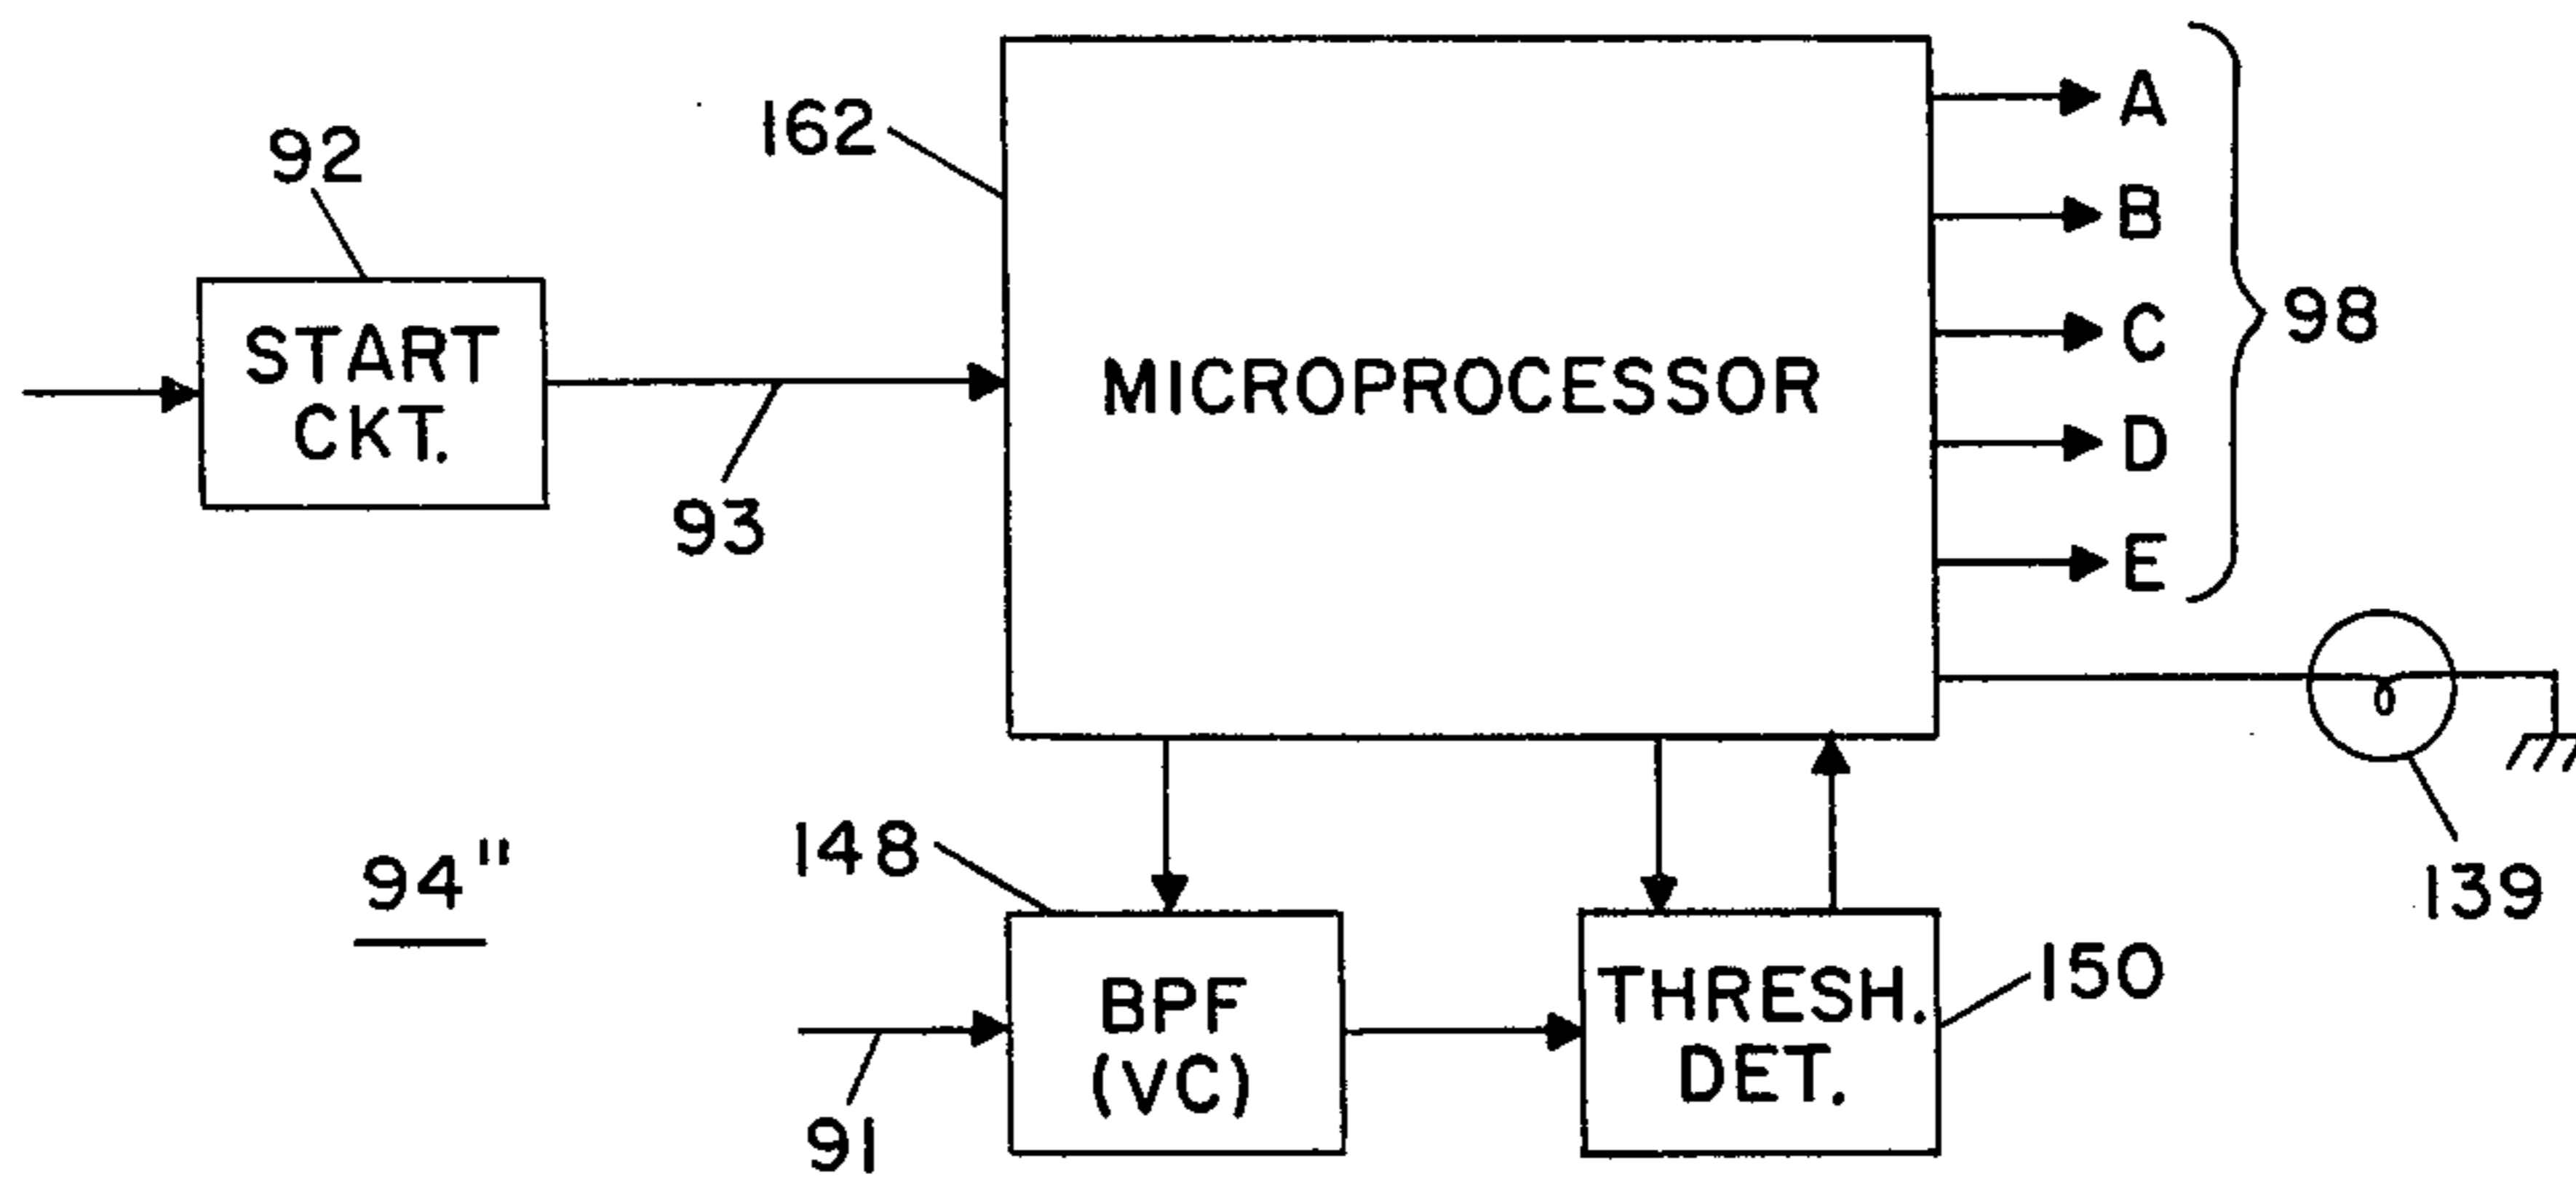 92
START
CKT.
93
162
MICROPROCESSOR
A
B
C
D
E
98
139
94"
148
BPF
(VC)
91
THRESH.
DET.
150